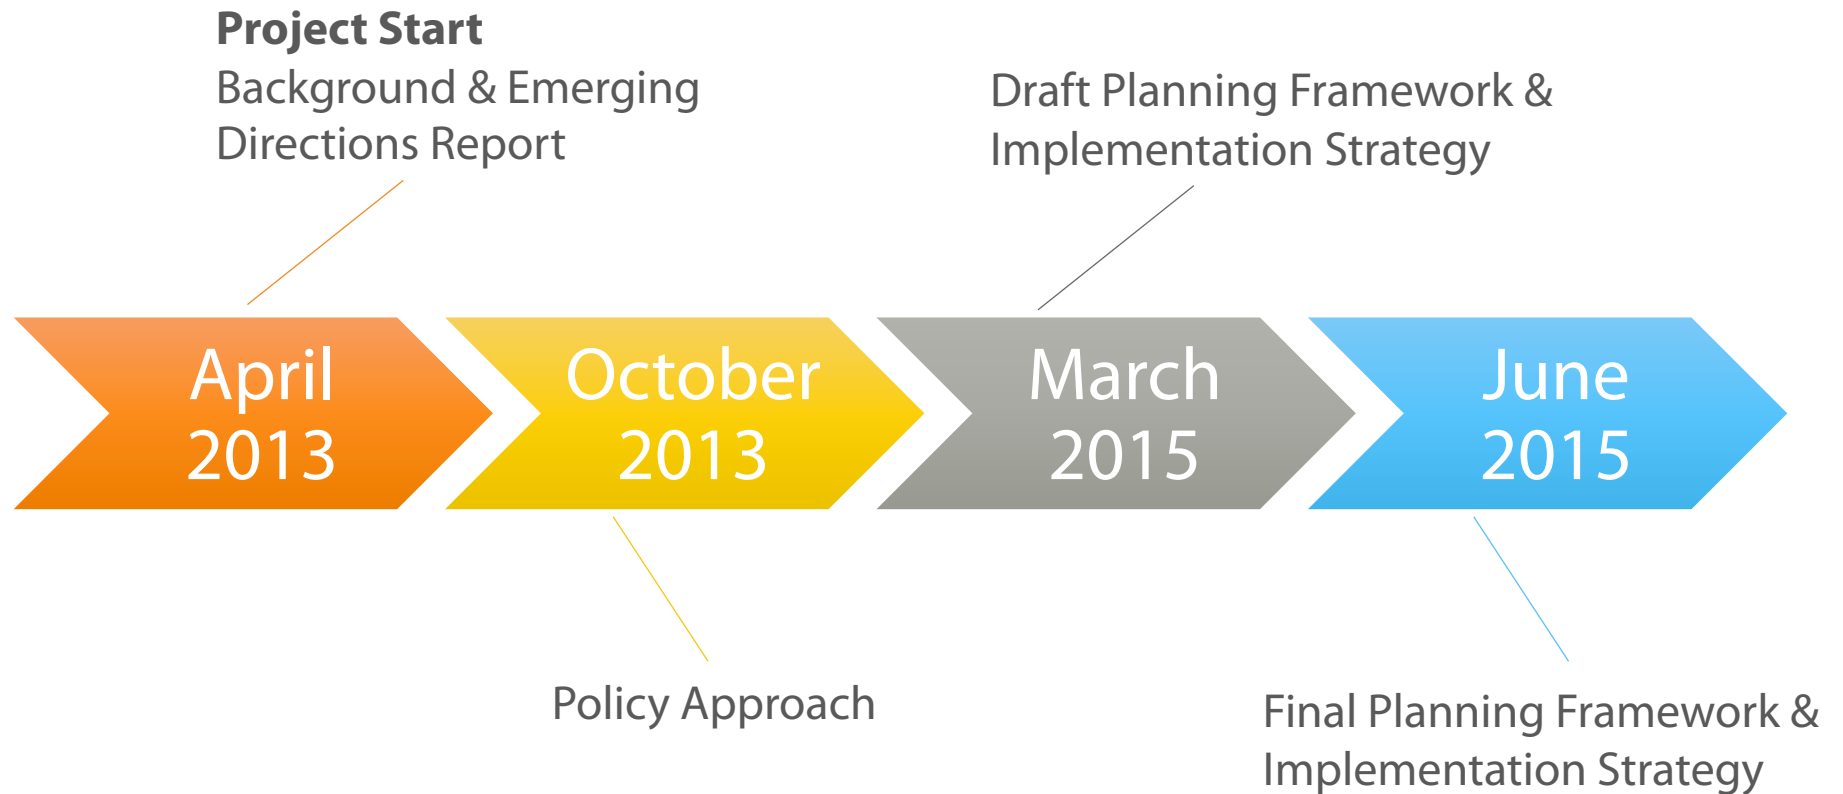 Project Start
Background & Emerging
Directions Report
Draft Planning Framework &
Implementation Strategy
April
2013
October
2013
March
2015
June
2015
Policy Approach
Final Planning Framework &
Implementation Strategy